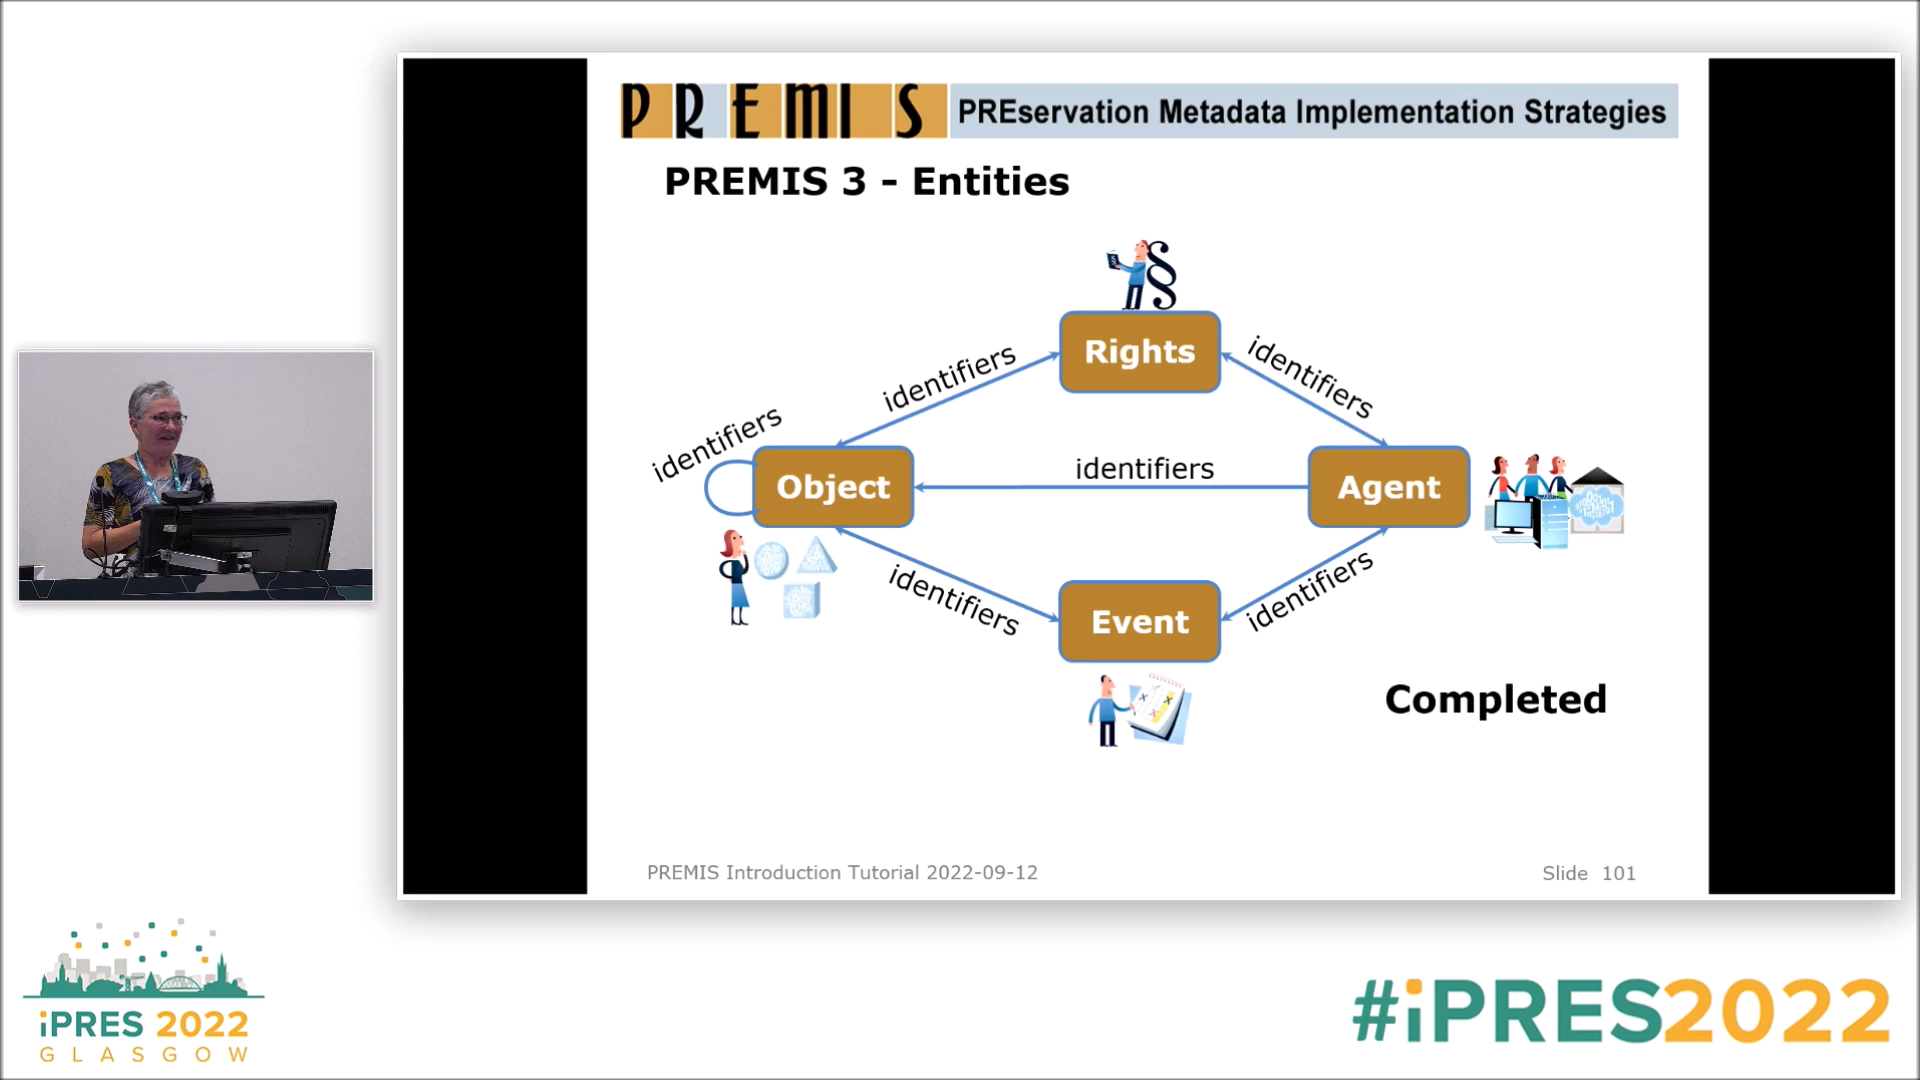 PREMIS PREservation Metadata Implementation Strategies
PREMIS 3 - Entities
§
Rights
identifiers
identifiers
identifiers
Object
identifiers
Agent
identifiers
identifiers
Event
Completed
PREMIS Introduction Tutorial 2022-09-12
Slide 101
iPRES 2022
GLASGOW
#iPRES2022